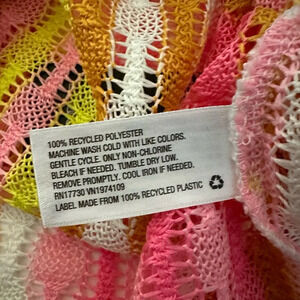 100% RECYCLED POLYESTER
MACHINE WASH COLD WITH LIKE COLORS.
GENTLE CYCLE. ONLY NON-CHLORINE
BLEACH IF NEEDED. TUMBLE DRY LOW.
REMOVE PROMPTLY. COOL IRON IF NEEDED.
RN17730 VN1974109
LABEL MADE FROM 100% RECYCLED PLASTIC